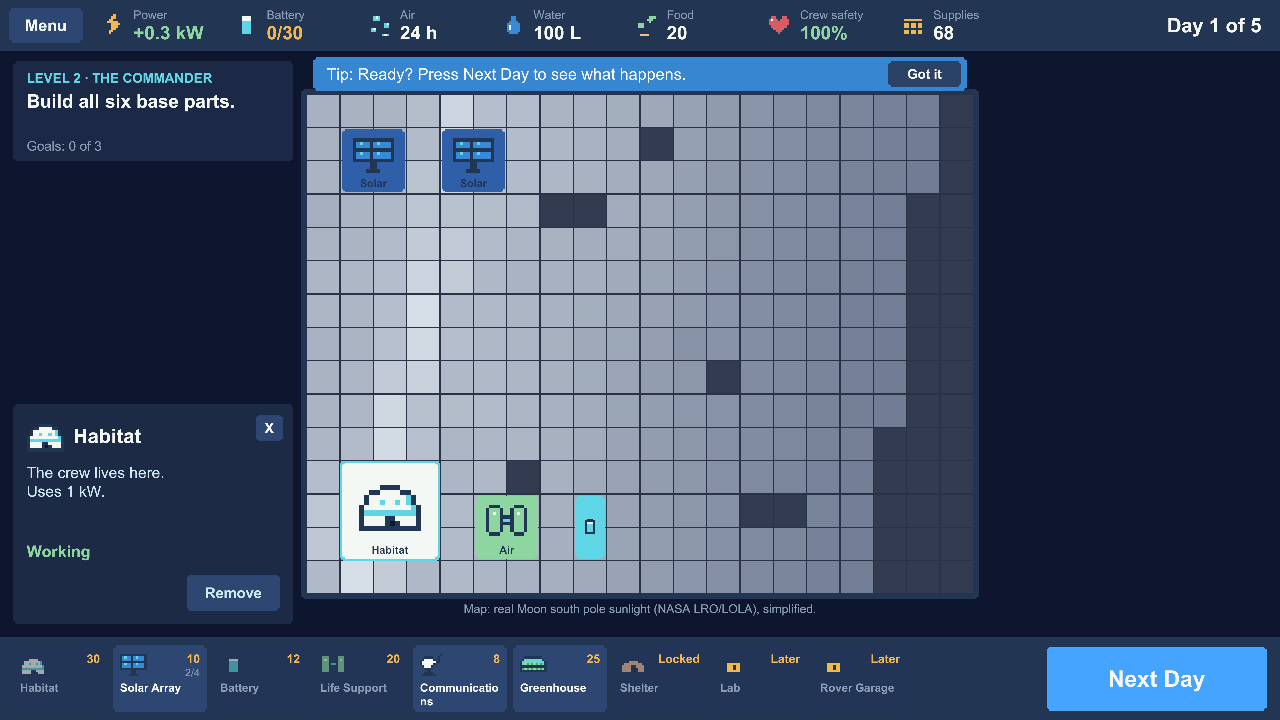 Menu
Power
+0.3 kW
Battery
0/30
Air
24 h
Water
100 L
Food
20
Crew safety
100%
Supplies
68
Day 1 of 5
LEVEL 2 · THE COMMANDER
Build all six base parts.
Goals: 0 of 3
Tip: Ready? Press Next Day to see what happens.
Got it
Solar
Solar
Habitat
X
The crew lives here.
Uses 1 kW.
Working
Remove
Habitat
Air
Map: real Moon south pole sunlight (NASA LRO/LOLA), simplified.
30
Habitat
10
2/4
Solar Array
12
Battery
20
Life Support
8
Communicatio
ns
25
Greenhouse
Locked
Shelter
Later
Lab
Later
Rover Garage
Next Day